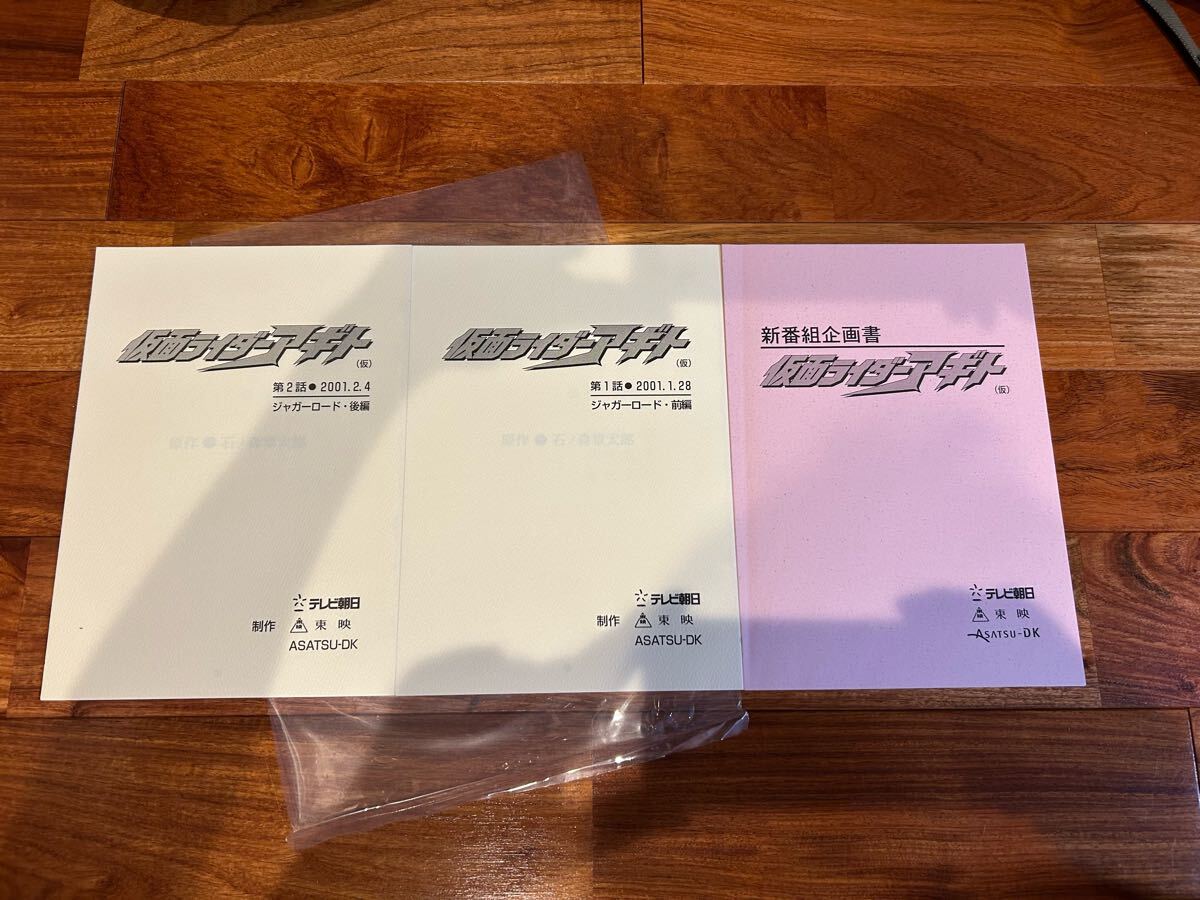 仮面ライダーアギト
(仮)
第2話●2001.2.4
ジャガーロード・後編
制作
テレビ朝日
東映
ASATSU-DK
仮面ライダーアギト
(仮)
第1話●2001.1.28
ジャガーロード・前編
制作
テレビ朝日
東映
ASATSU-DK
新番組企画書
仮面ライダーアギト
(仮)
テレビ朝日
東映
ASATSU-DK